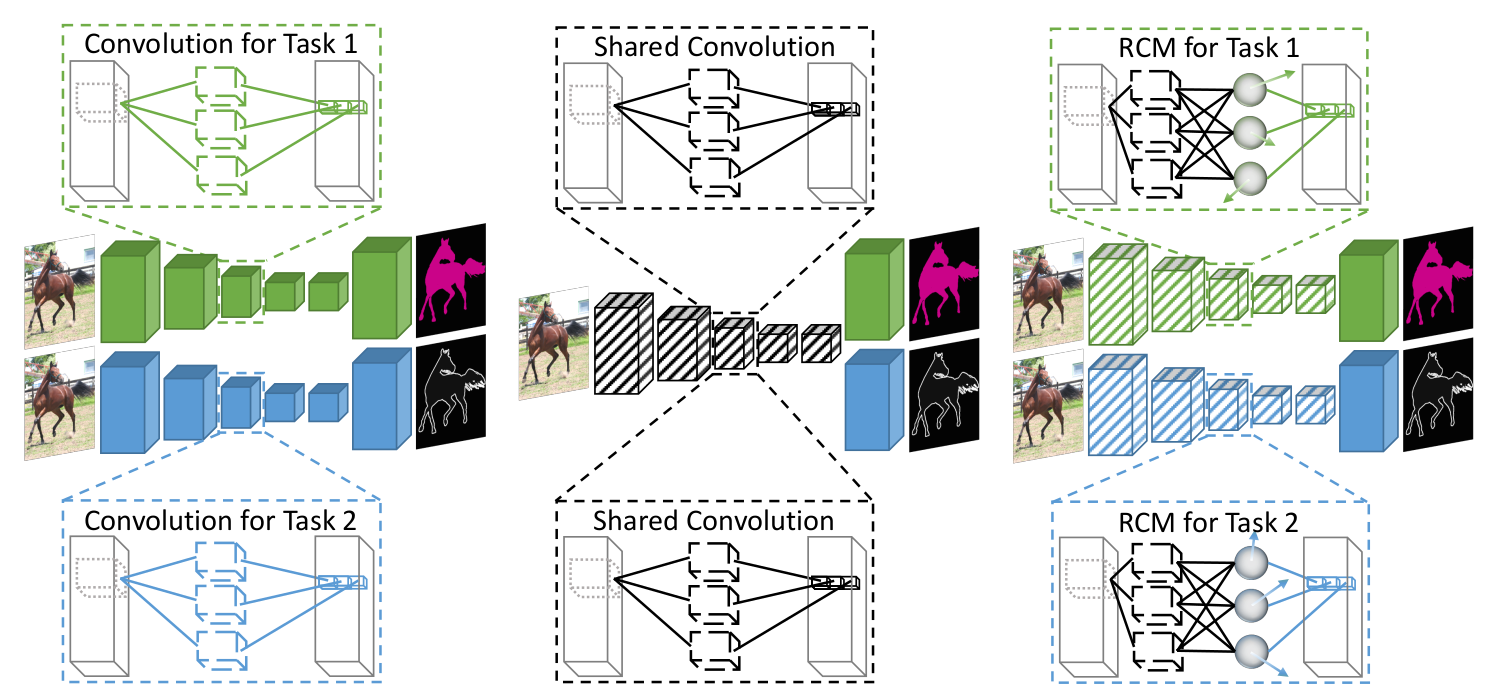 Convolution for Task 1
Shared Convolution
RCM for Task 1
Convolution for Task 2
Shared Convolution
RCM for Task 2